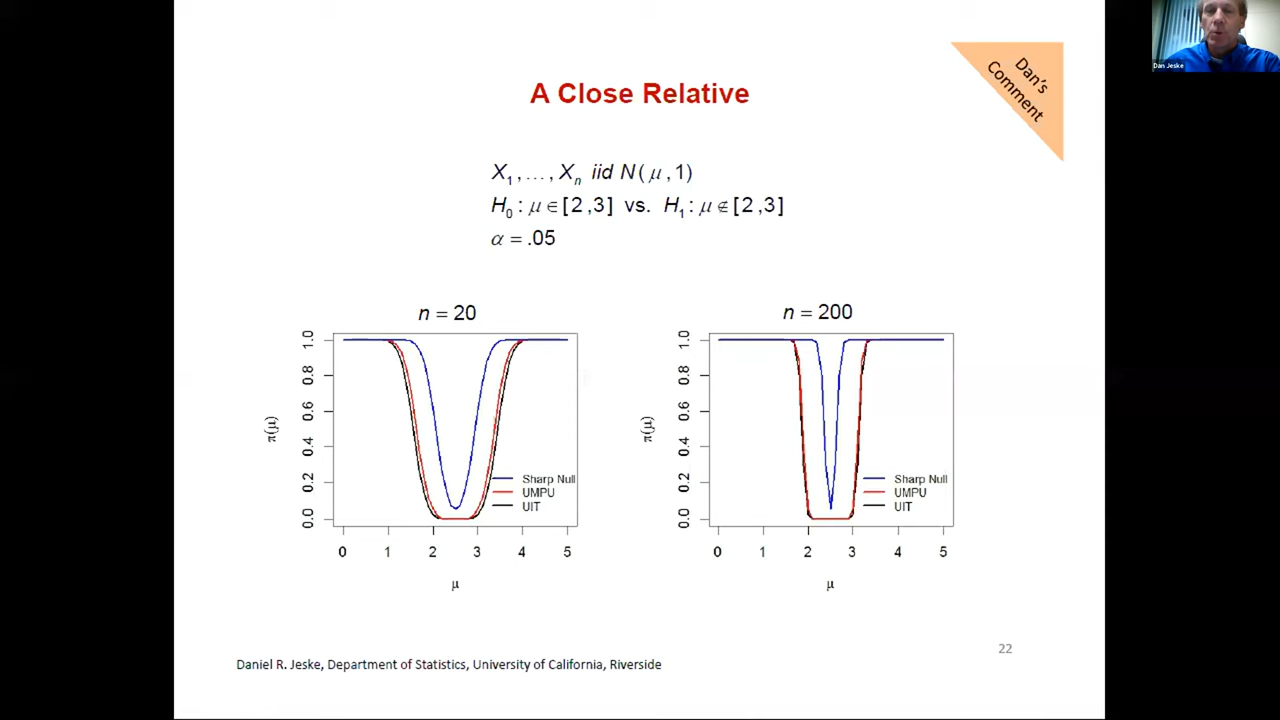 Dan Jeske
Dan's
Comment
A Close Relative
X1,…, Xn iid N(μ,1)
H0 : μ∈[2,3] vs. H1 : μ∉[2,3]
α = .05
n = 20
n = 200
π(μ)
0.0 0.2 0.4 0.6 0.8 1.0
Sharp Null
UMPU
UIT
0 1 2 3 4 5
μ
π(μ)
0.0 0.2 0.4 0.6 0.8 1.0
Sharp Null
UMPU
UIT
0 1 2 3 4 5
μ
22
Daniel R. Jeske, Department of Statistics, University of California, Riverside